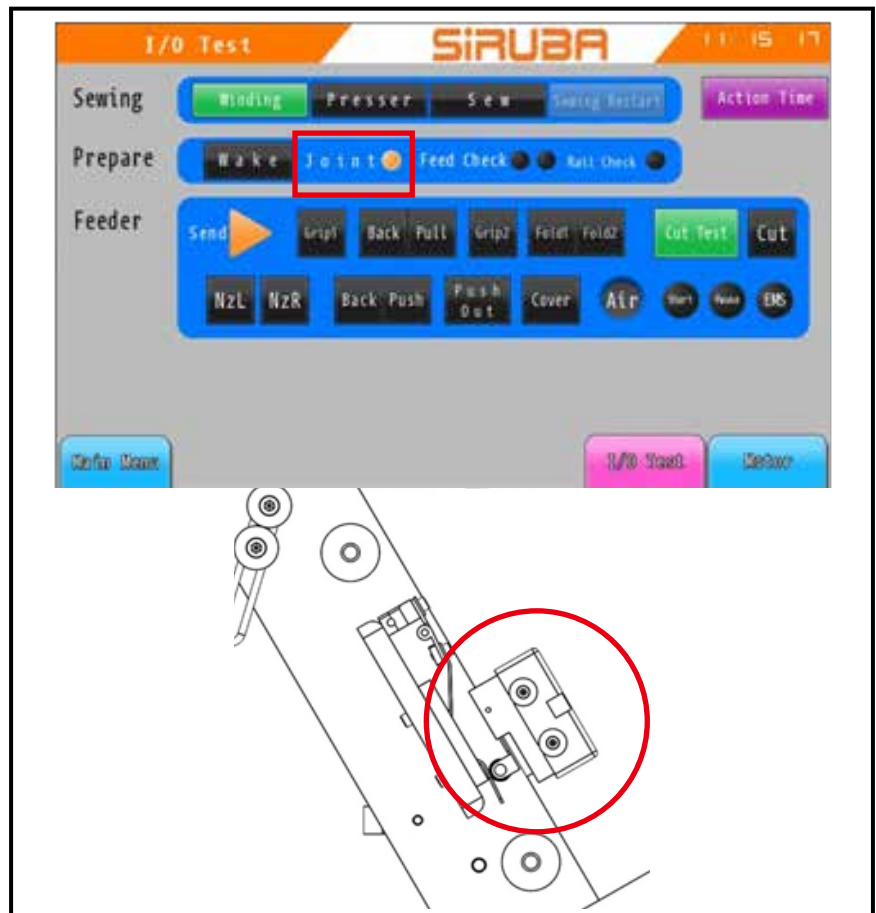 I/O Test SiRUBA 11 15 17
Sewing Winding Presser Sew Sewing Restart Action Time
Prepare Wake Joint Feed Check Rall Check
Feeder Send Grip1 Back Pull Grip2 Fold1 Fold2 Cut Test Cut
NzL NzR Back Push Push Out Cover Air Start Pause EMS
Main Menu I/O Test Motor